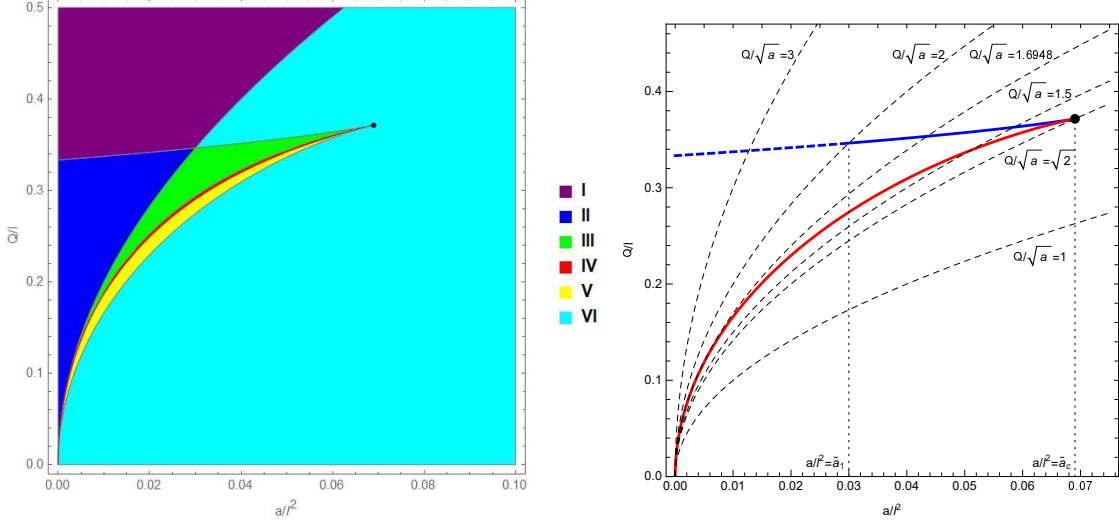 0.5
0.4
0.3
0.2
0.1
0.0
Q/l
0.00 0.02 0.04 0.06 0.08 0.10
a/l²
I
II
III
IV
V
VI
Q/√a=3
Q/√a=2
Q/√a=1.6948
Q/√a=1.5
Q/√a=√2
Q/√a=1
0.4
0.3
0.2
0.1
0.0
Q/l
a/l²=ã₁
a/l²=ã_c
0.00 0.01 0.02 0.03 0.04 0.05 0.06 0.07
a/l²